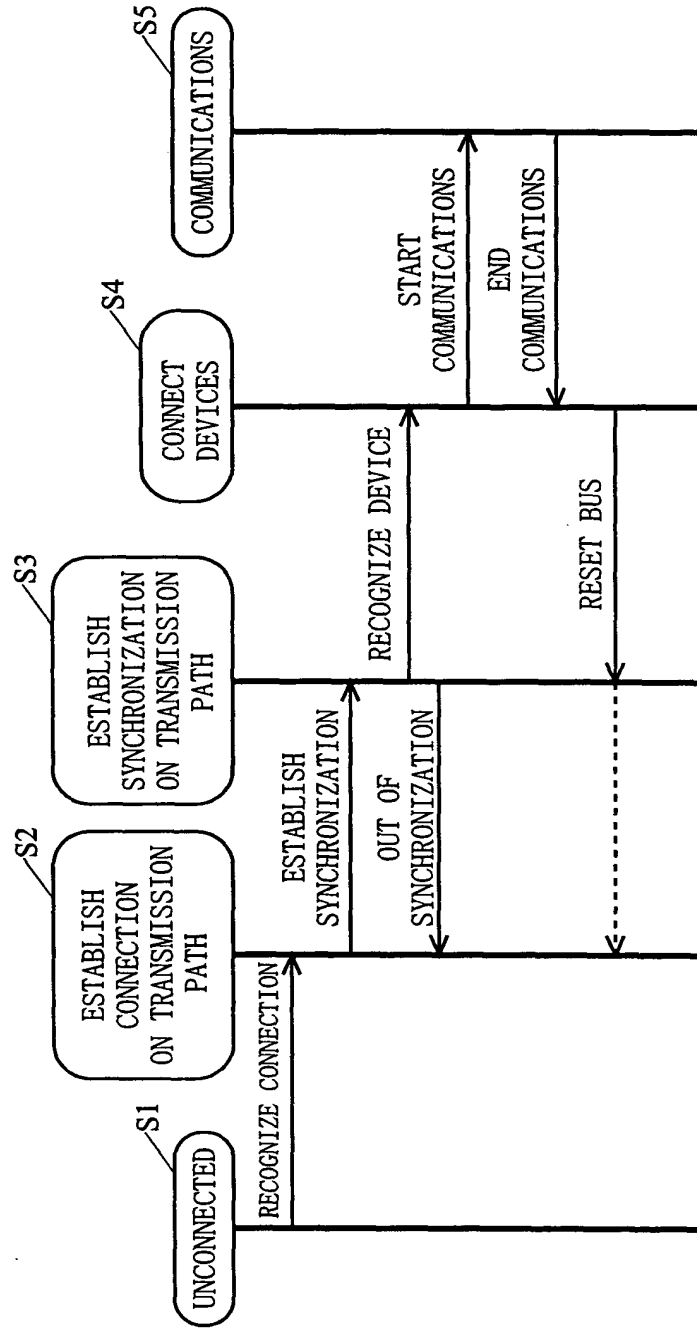 S1
UNCONNECTED
S2
ESTABLISH
CONNECTION
ON TRANSMISSION
PATH
S3
ESTABLISH
SYNCHRONIZATION
ON TRANSMISSION
PATH
S4
CONNECT
DEVICES
S5
COMMUNICATIONS
RECOGNIZE CONNECTION
ESTABLISH
SYNCHRONIZATION
OUT OF
SYNCHRONIZATION
RECOGNIZE DEVICE
START
COMMUNICATIONS
END
COMMUNICATIONS
RESET BUS